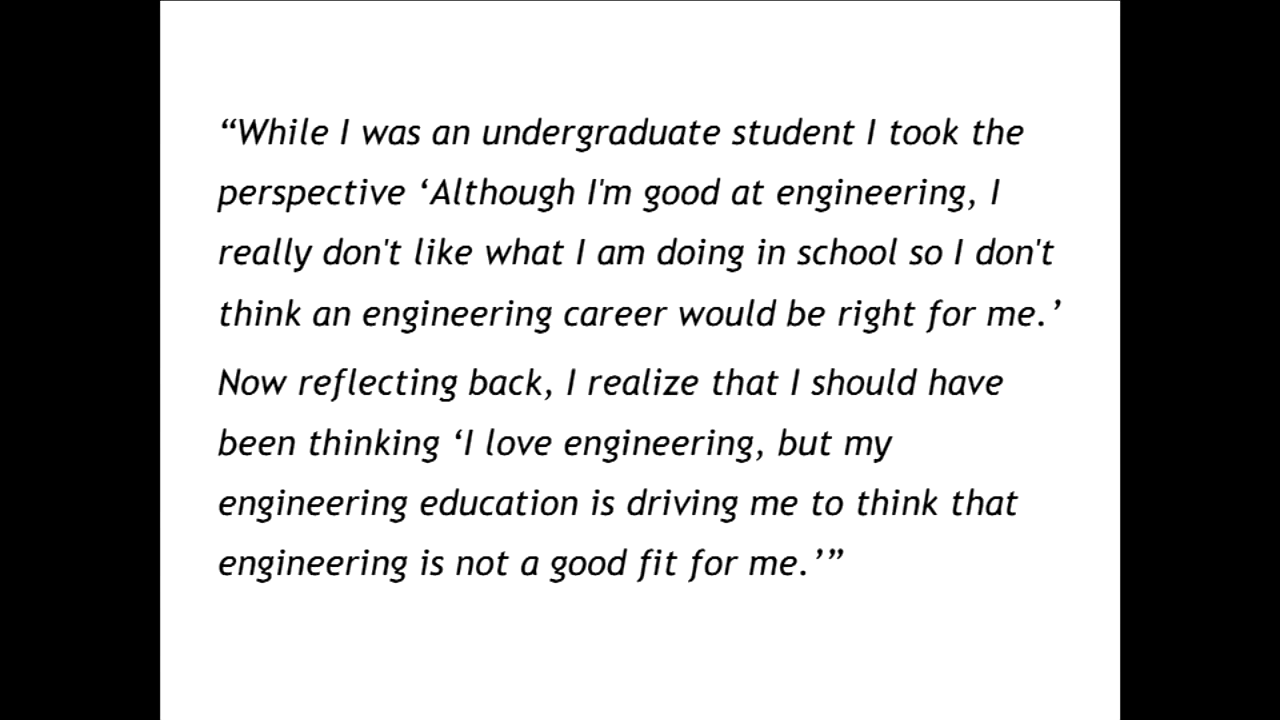 “While I was an undergraduate student I took the
perspective ‘Although I'm good at engineering, I
really don't like what I am doing in school so I don't
think an engineering career would be right for me.’
Now reflecting back, I realize that I should have
been thinking ‘I love engineering, but my
engineering education is driving me to think that
engineering is not a good fit for me.’”